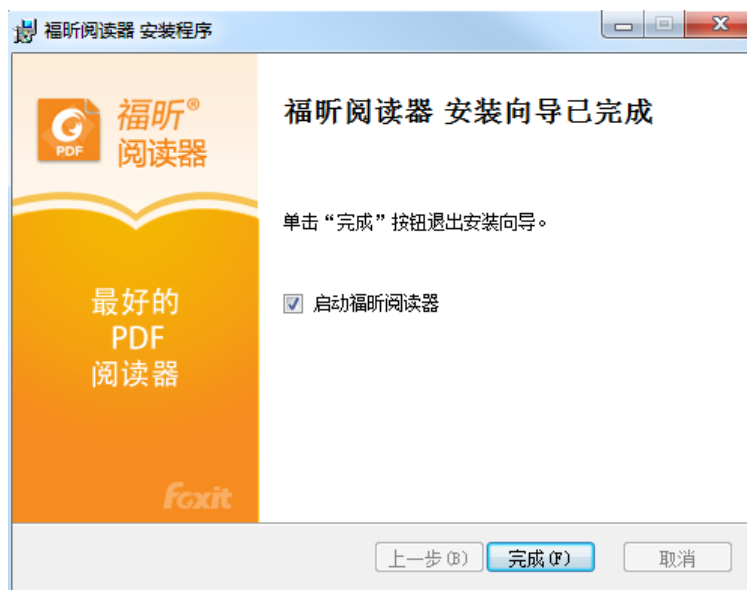 福昕阅读器 安装程序
福昕®
阅读器
PDF
福昕阅读器 安装向导已完成
单击“完成”按钮退出安装向导。
启动福昕阅读器
最好的
PDF
阅读器
Foxit
上一步(B)
完成(F)
取消